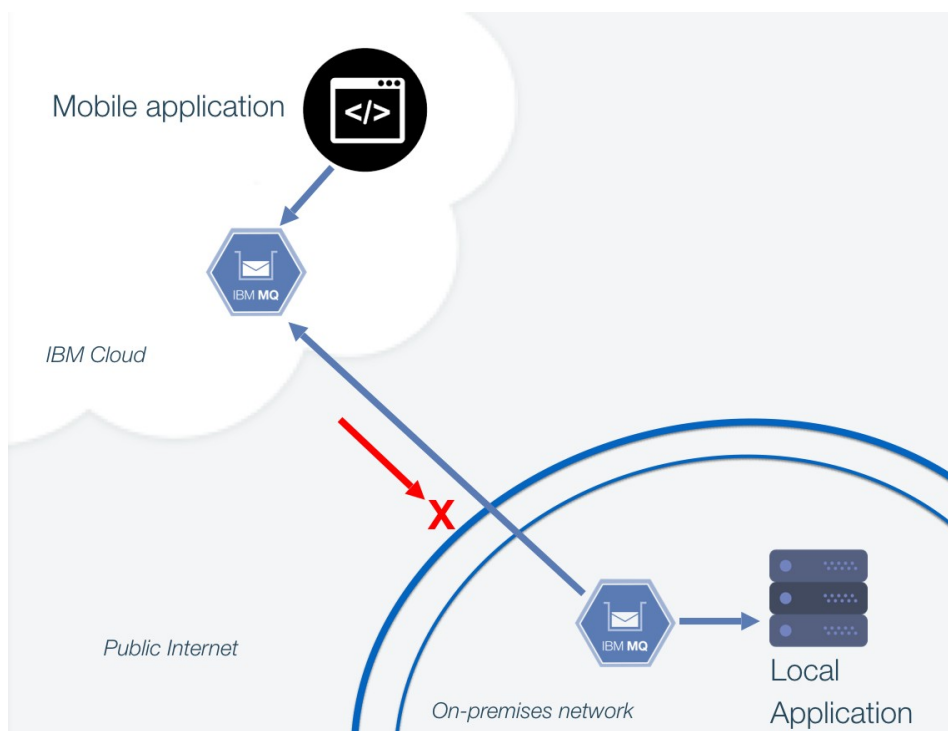 Mobile application
</>
IBM MQ
IBM Cloud
X
Public Internet
IBM MQ
On-premises network
Local
Application